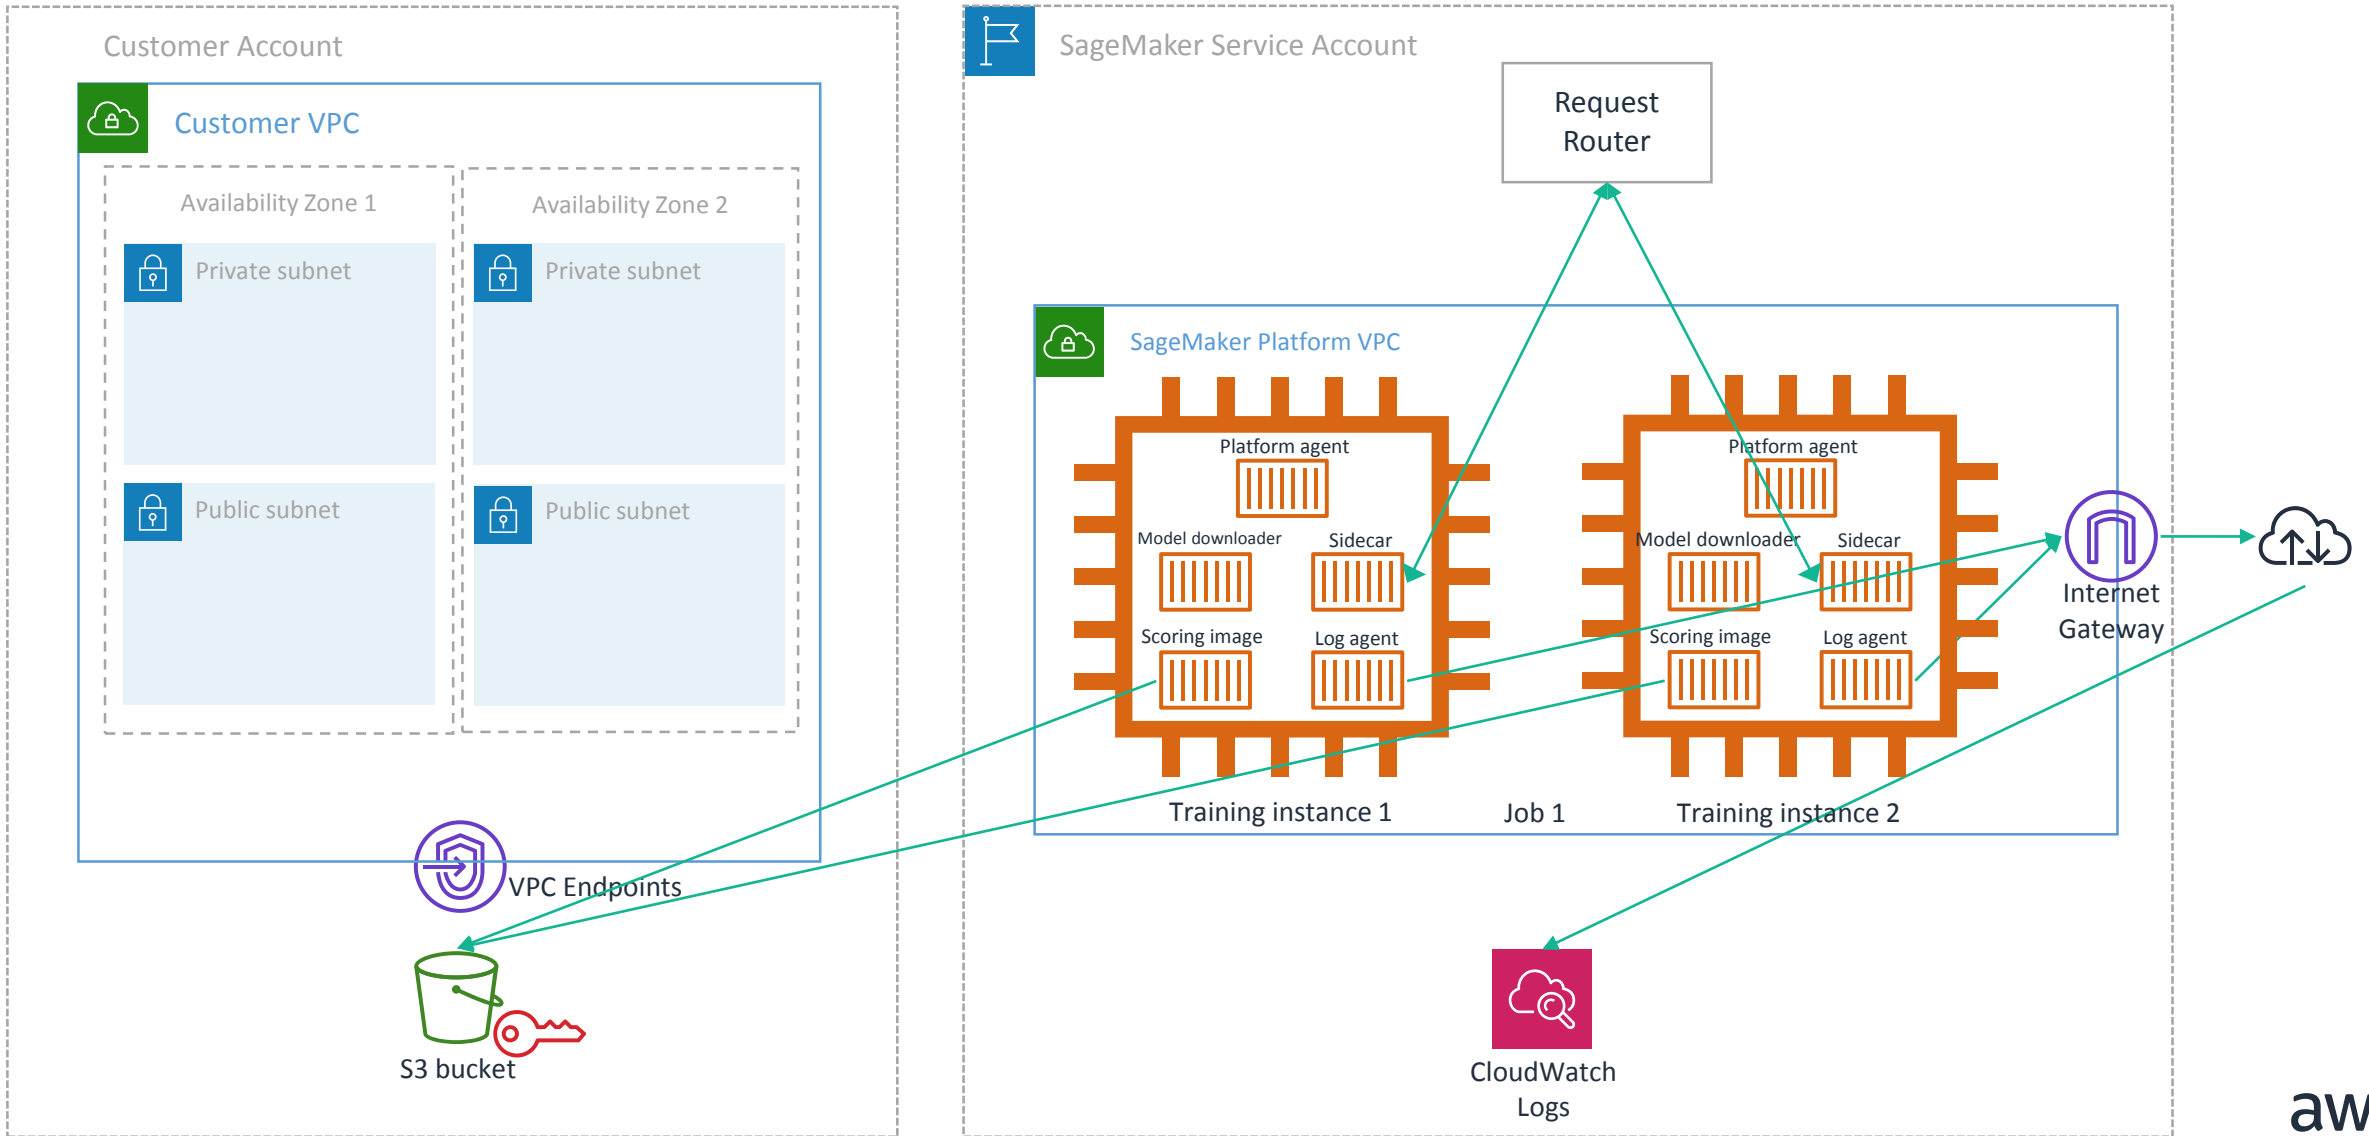 Customer Account
Customer VPC
Availability Zone 1
Availability Zone 2
Private subnet
Private subnet
Public subnet
Public subnet
VPC Endpoints
S3 bucket
SageMaker Service Account
Request
Router
SageMaker Platform VPC
Platform agent
Model downloader
Sidecar
Scoring image
Log agent
Training instance 1
Job 1
Platform agent
Model downloader
Sidecar
Scoring image
Log agent
Training instance 2
Internet
Gateway
CloudWatch
Logs